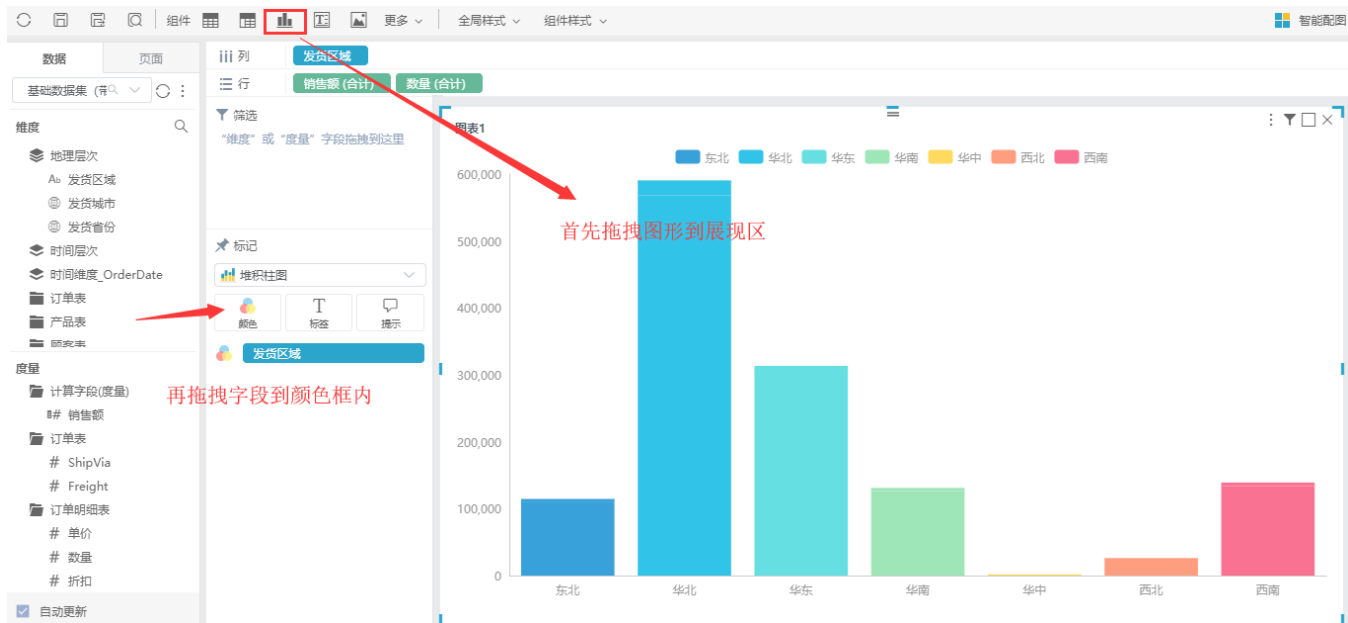 组件 更多 全局样式 组件样式 智能配图
数据 页面
列 发货区域
基础数据集
行 销售额 (合计) 数量 (合计)
筛选
"维度" 或 "度量" 字段拖拽到这里
图表1
维度
地理层次
Ab 发货区域
发货城市
发货省份
时间层次
时间维度_OrderDate
订单表
产品表
顾客表
标记
堆积柱图
颜色 标签 提示
发货区域
再拖拽字段到颜色框内
首先拖拽图形到展现区
东北 华北 华东 华南 华中 西北 西南
600,000
500,000
400,000
300,000
200,000
100,000
0
东北 华北 华东 华南 华中 西北 西南
度量
计算字段(度量)
# 销售额
订单表
# ShipVia
# Freight
订单明细表
# 单价
# 数量
# 折扣
自动更新